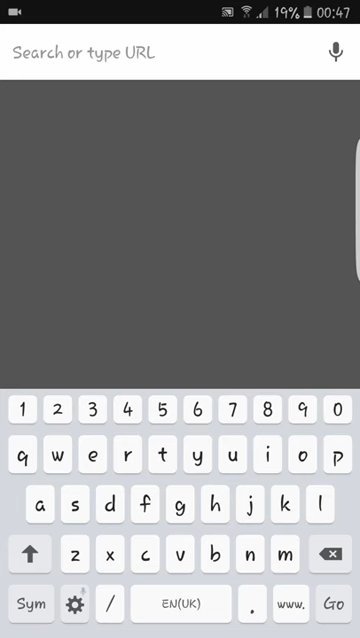 19% 00:47
Search or type URL
1 2 3 4 5 6 7 8 9 0
q w e r t y u i o p
a s d f g h j k l
z x c v b n m
Sym / EN(UK) . www. Go